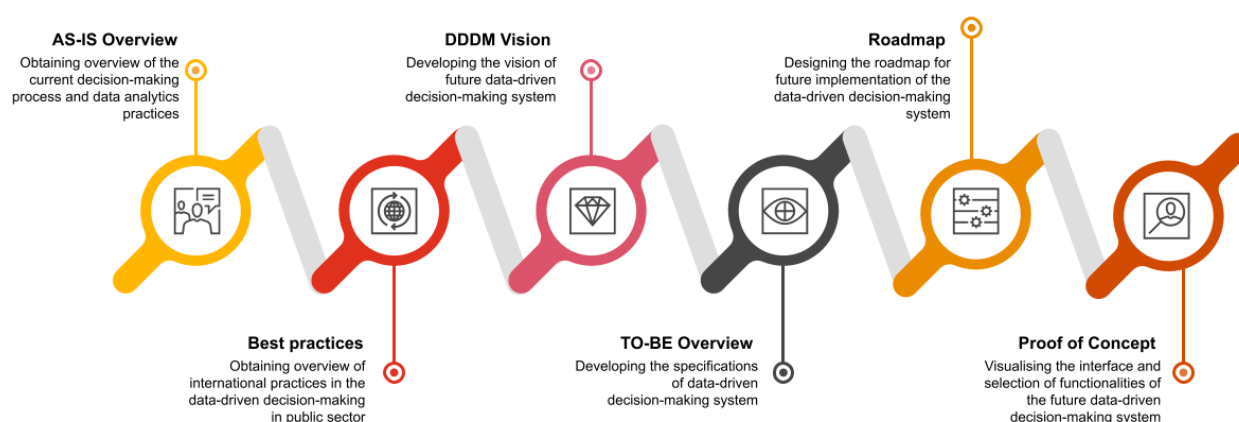 AS-IS Overview
Obtaining overview of the
current decision-making
process and data analytics
practices
Best practices
Obtaining overview of
international practices in the
data-driven decision-making
in public sector
DDDM Vision
Developing the vision of
future data-driven
decision-making system
TO-BE Overview
Developing the specifications
of data-driven
decision-making system
Roadmap
Designing the roadmap for
future implementation of the
data-driven decision-making
system
Proof of Concept
Visualising the interface and
selection of functionalities of
the future data-driven
decision-making system